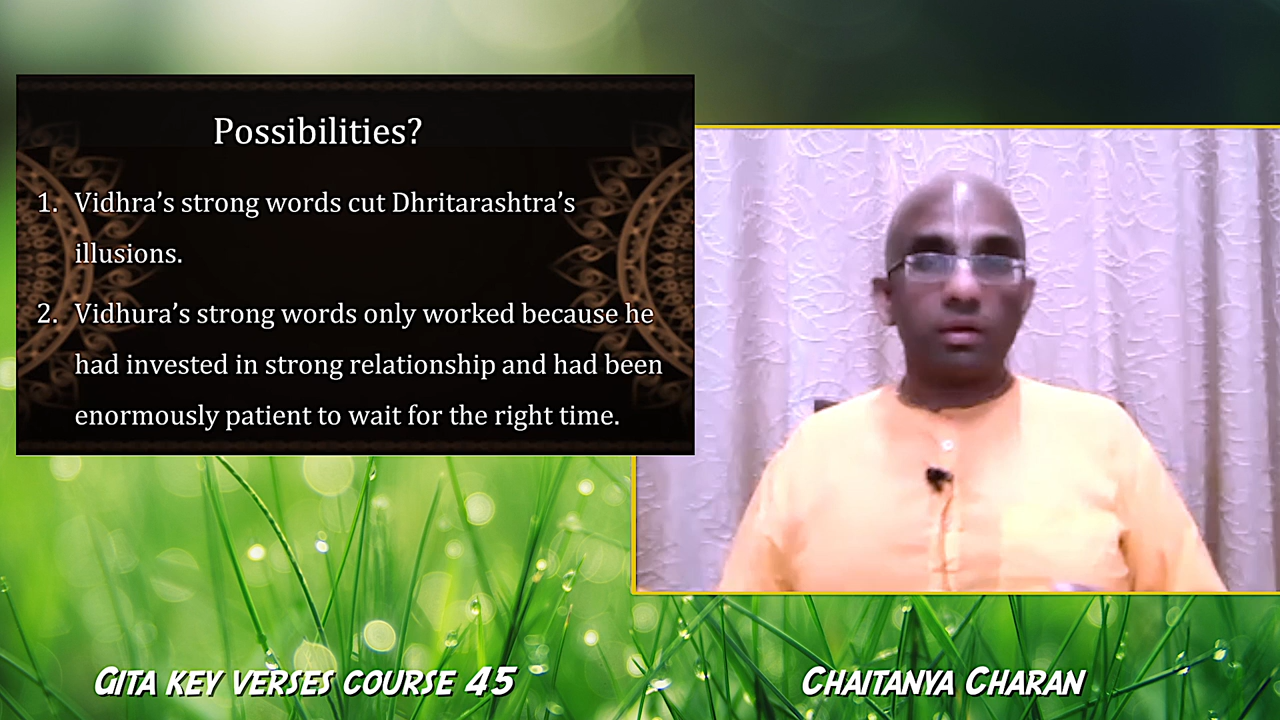 Possibilities?
1. Vidhra’s strong words cut Dhritarashtra’s
illusions.
2. Vidhura’s strong words only worked because he
had invested in strong relationship and had been
enormously patient to wait for the right time.
Gita key verses course 45
Chaitanya Charan